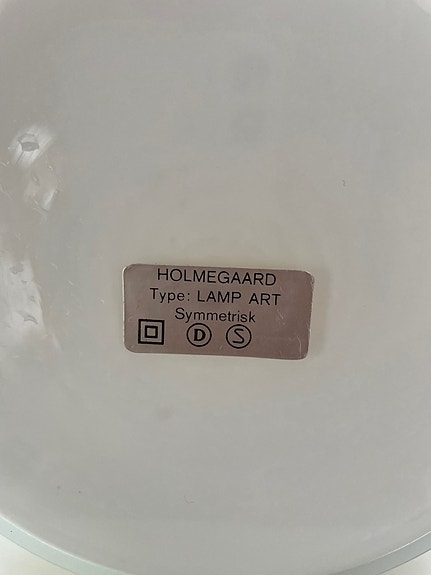 HOLMEGAARD
Type: LAMP ART
Symmetrisk
D S